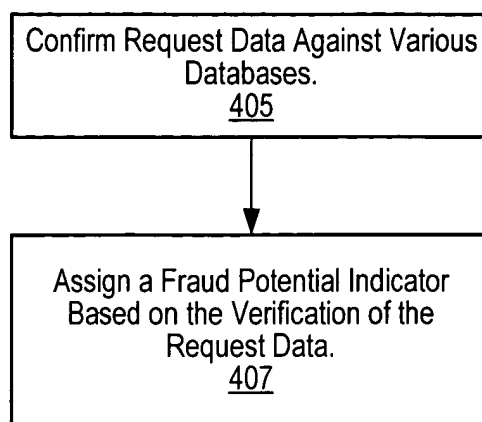 Confirm Request Data Against Various
Databases.
405
Assign a Fraud Potential Indicator
Based on the Verification of the
Request Data.
407